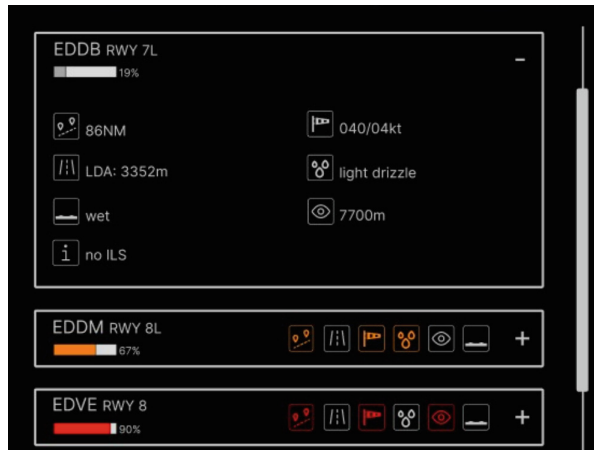 EDDB RWY 7L
19%
86NM
040/04kt
LDA: 3352m
light drizzle
wet
7700m
i no ILS
EDDM RWY 8L
67%
EDVE RWY 8
90%